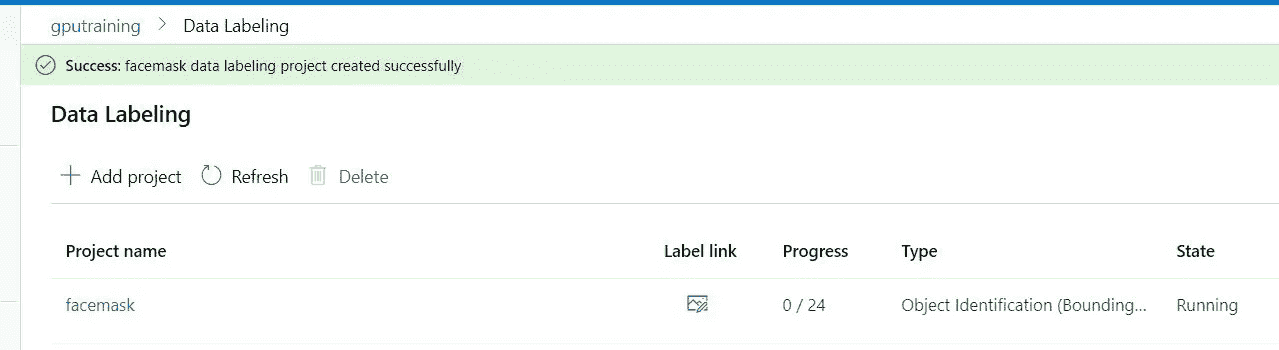 gputraining > Data Labeling
Success: facemask data labeling project created successfully
Data Labeling
Add project Refresh Delete
Project name Label link Progress Type State
facemask 0 / 24 Object Identification (Bounding... Running